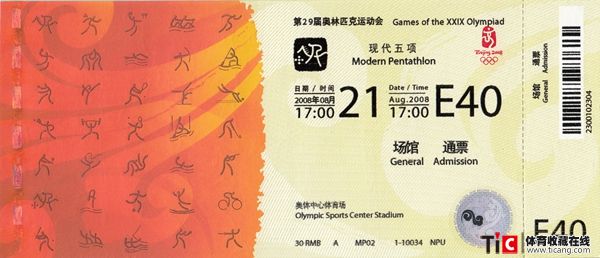 第29届奥林匹克运动会 Games of the XXIX Olympiad
Beijing 2008
现代五项
Modern Pentathlon
日期 / 时间
2008年08月
17:00
21
Date / Time
Aug.2008
17:00
E40
场馆 通票
General Admission
奥体中心体育场
Olympic Sports Center Stadium
30 RMB A MP02 1-10034 NPU
场馆 通票
General Admission
2300102304
E40
TiC 体育收藏在线
www.ticang.com